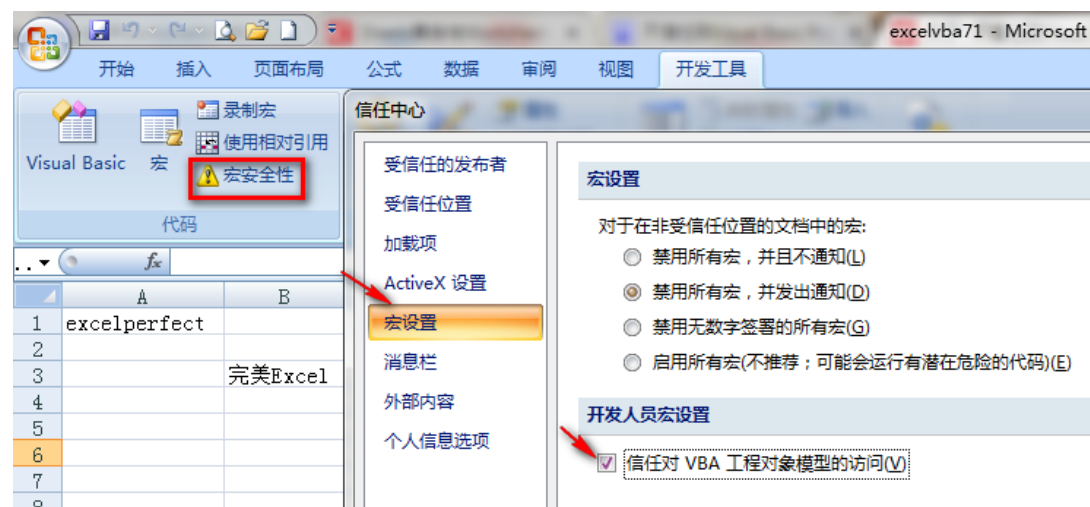 excelvba71 - Microsoft
开始 插入 页面布局 公式 数据 审阅 视图 开发工具
Visual Basic
宏
录制宏
使用相对引用
宏安全性
代码
..
fx
A B
1 excelperfect
2
3 完美Excel
4
5
6
7
8
信任中心
受信任的发布者
受信任位置
加载项
ActiveX 设置
宏设置
消息栏
外部内容
个人信息选项
宏设置
对于在非受信任位置的文档中的宏:
禁用所有宏，并且不通知(L)
禁用所有宏，并发出通知(D)
禁用无数字签署的所有宏(G)
启用所有宏(不推荐；可能会运行有潜在危险的代码)(E)
开发人员宏设置
信任对 VBA 工程对象模型的访问(V)